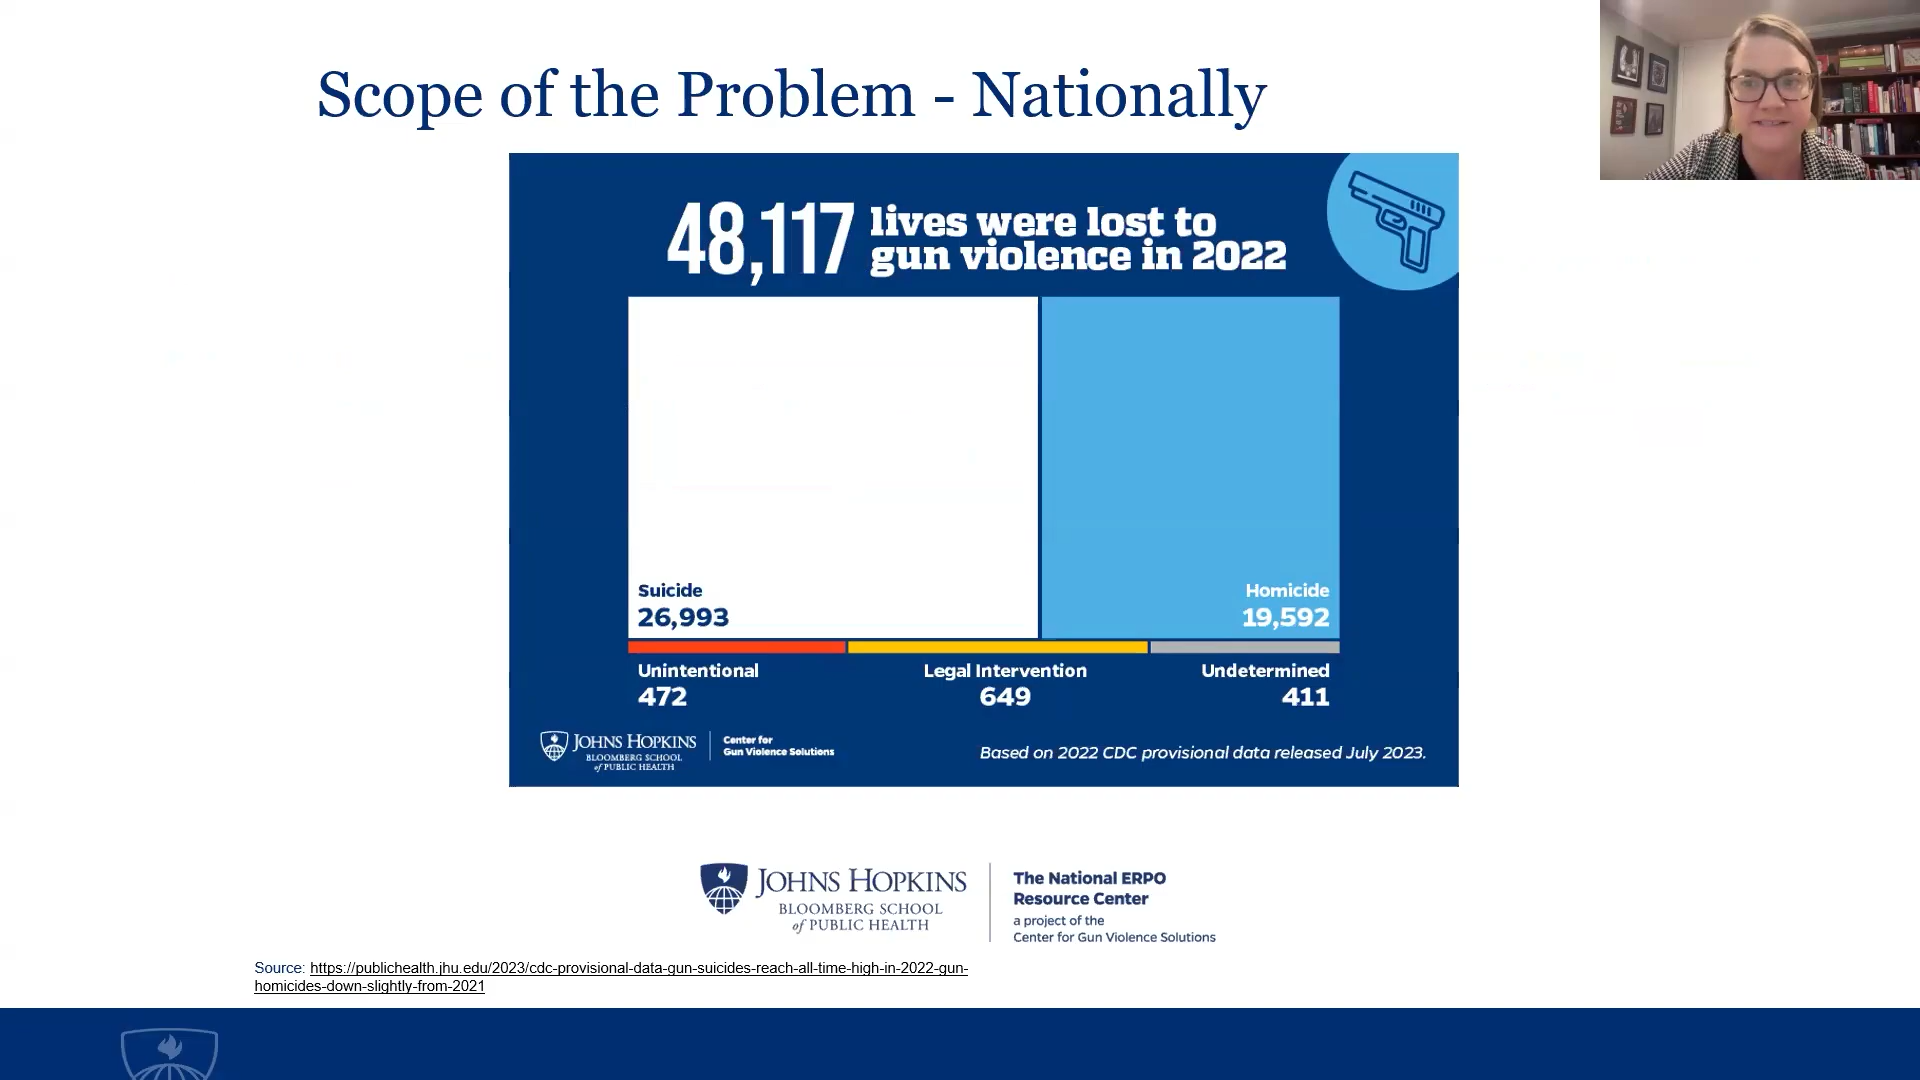 Scope of the Problem - Nationally
48,117 lives were lost to
gun violence in 2022
Suicide
26,993
Homicide
19,592
Unintentional
472
Legal Intervention
649
Undetermined
411
JOHNS HOPKINS
BLOOMBERG SCHOOL
of PUBLIC HEALTH
Center for
Gun Violence Solutions
Based on 2022 CDC provisional data released July 2023.
JOHNS HOPKINS
BLOOMBERG SCHOOL
of PUBLIC HEALTH
The National ERPO
Resource Center
a project of the
Center for Gun Violence Solutions
Source: https://publichealth.jhu.edu/2023/cdc-provisional-data-gun-suicides-reach-all-time-high-in-2022-gun-
homicides-down-slightly-from-2021